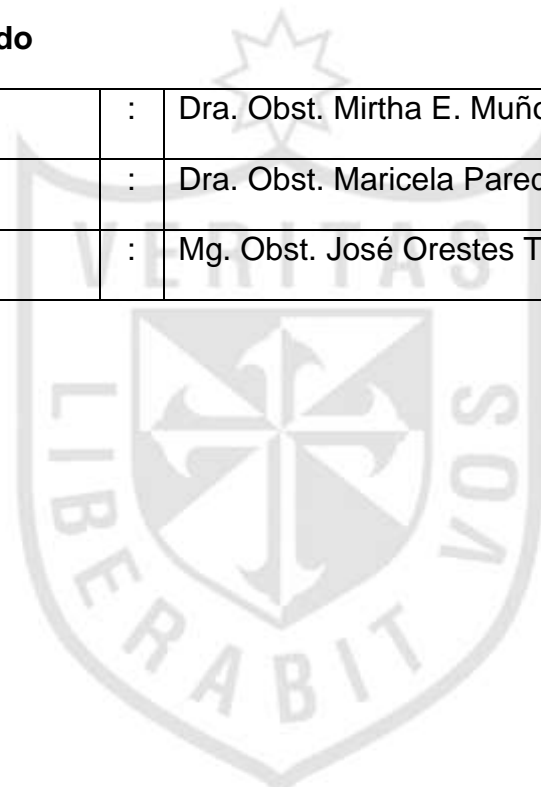 do
: Dra. Obst. Mirtha E. Muño
: Dra. Obst. Maricela Pared
: Mg. Obst. José Orestes T
VERITAS
LIBERABIT VOS